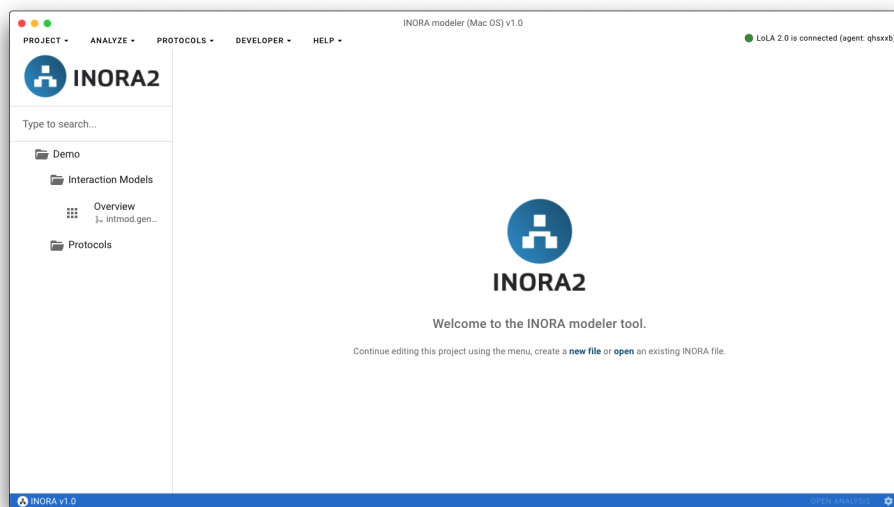 INORA modeler (Mac OS) v1.0
PROJECT ANALYZE PROTOCOLS DEVELOPER HELP
LoLA 2.0 is connected (agent: qhsxxb)
INORA2
Type to search...
Demo
Interaction Models
Overview
intmod.gen...
Protocols
INORA2
Welcome to the INORA modeler tool.
Continue editing this project using the menu, create a new file or open an existing INORA file.
INORA v1.0
OPEN ANALYSIS